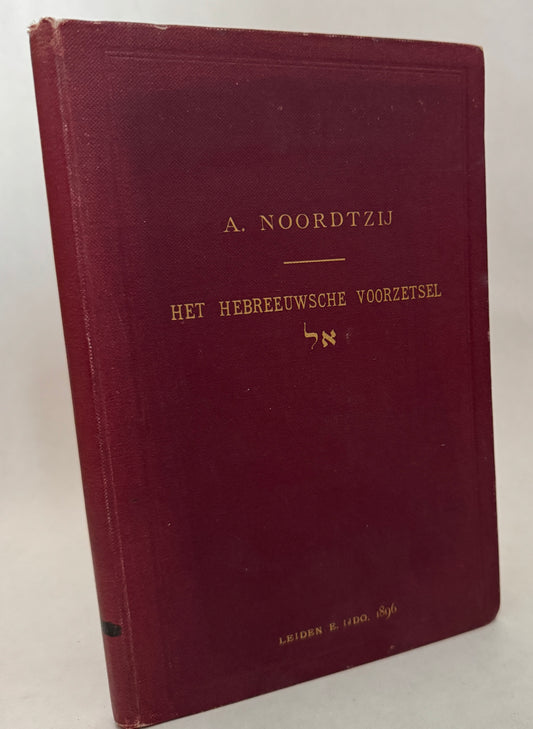 A. NOORDTZIJ
HET HEBREEUWSCHE VOORZETSEL
אל
LEIDEN E. IJDO. 1896